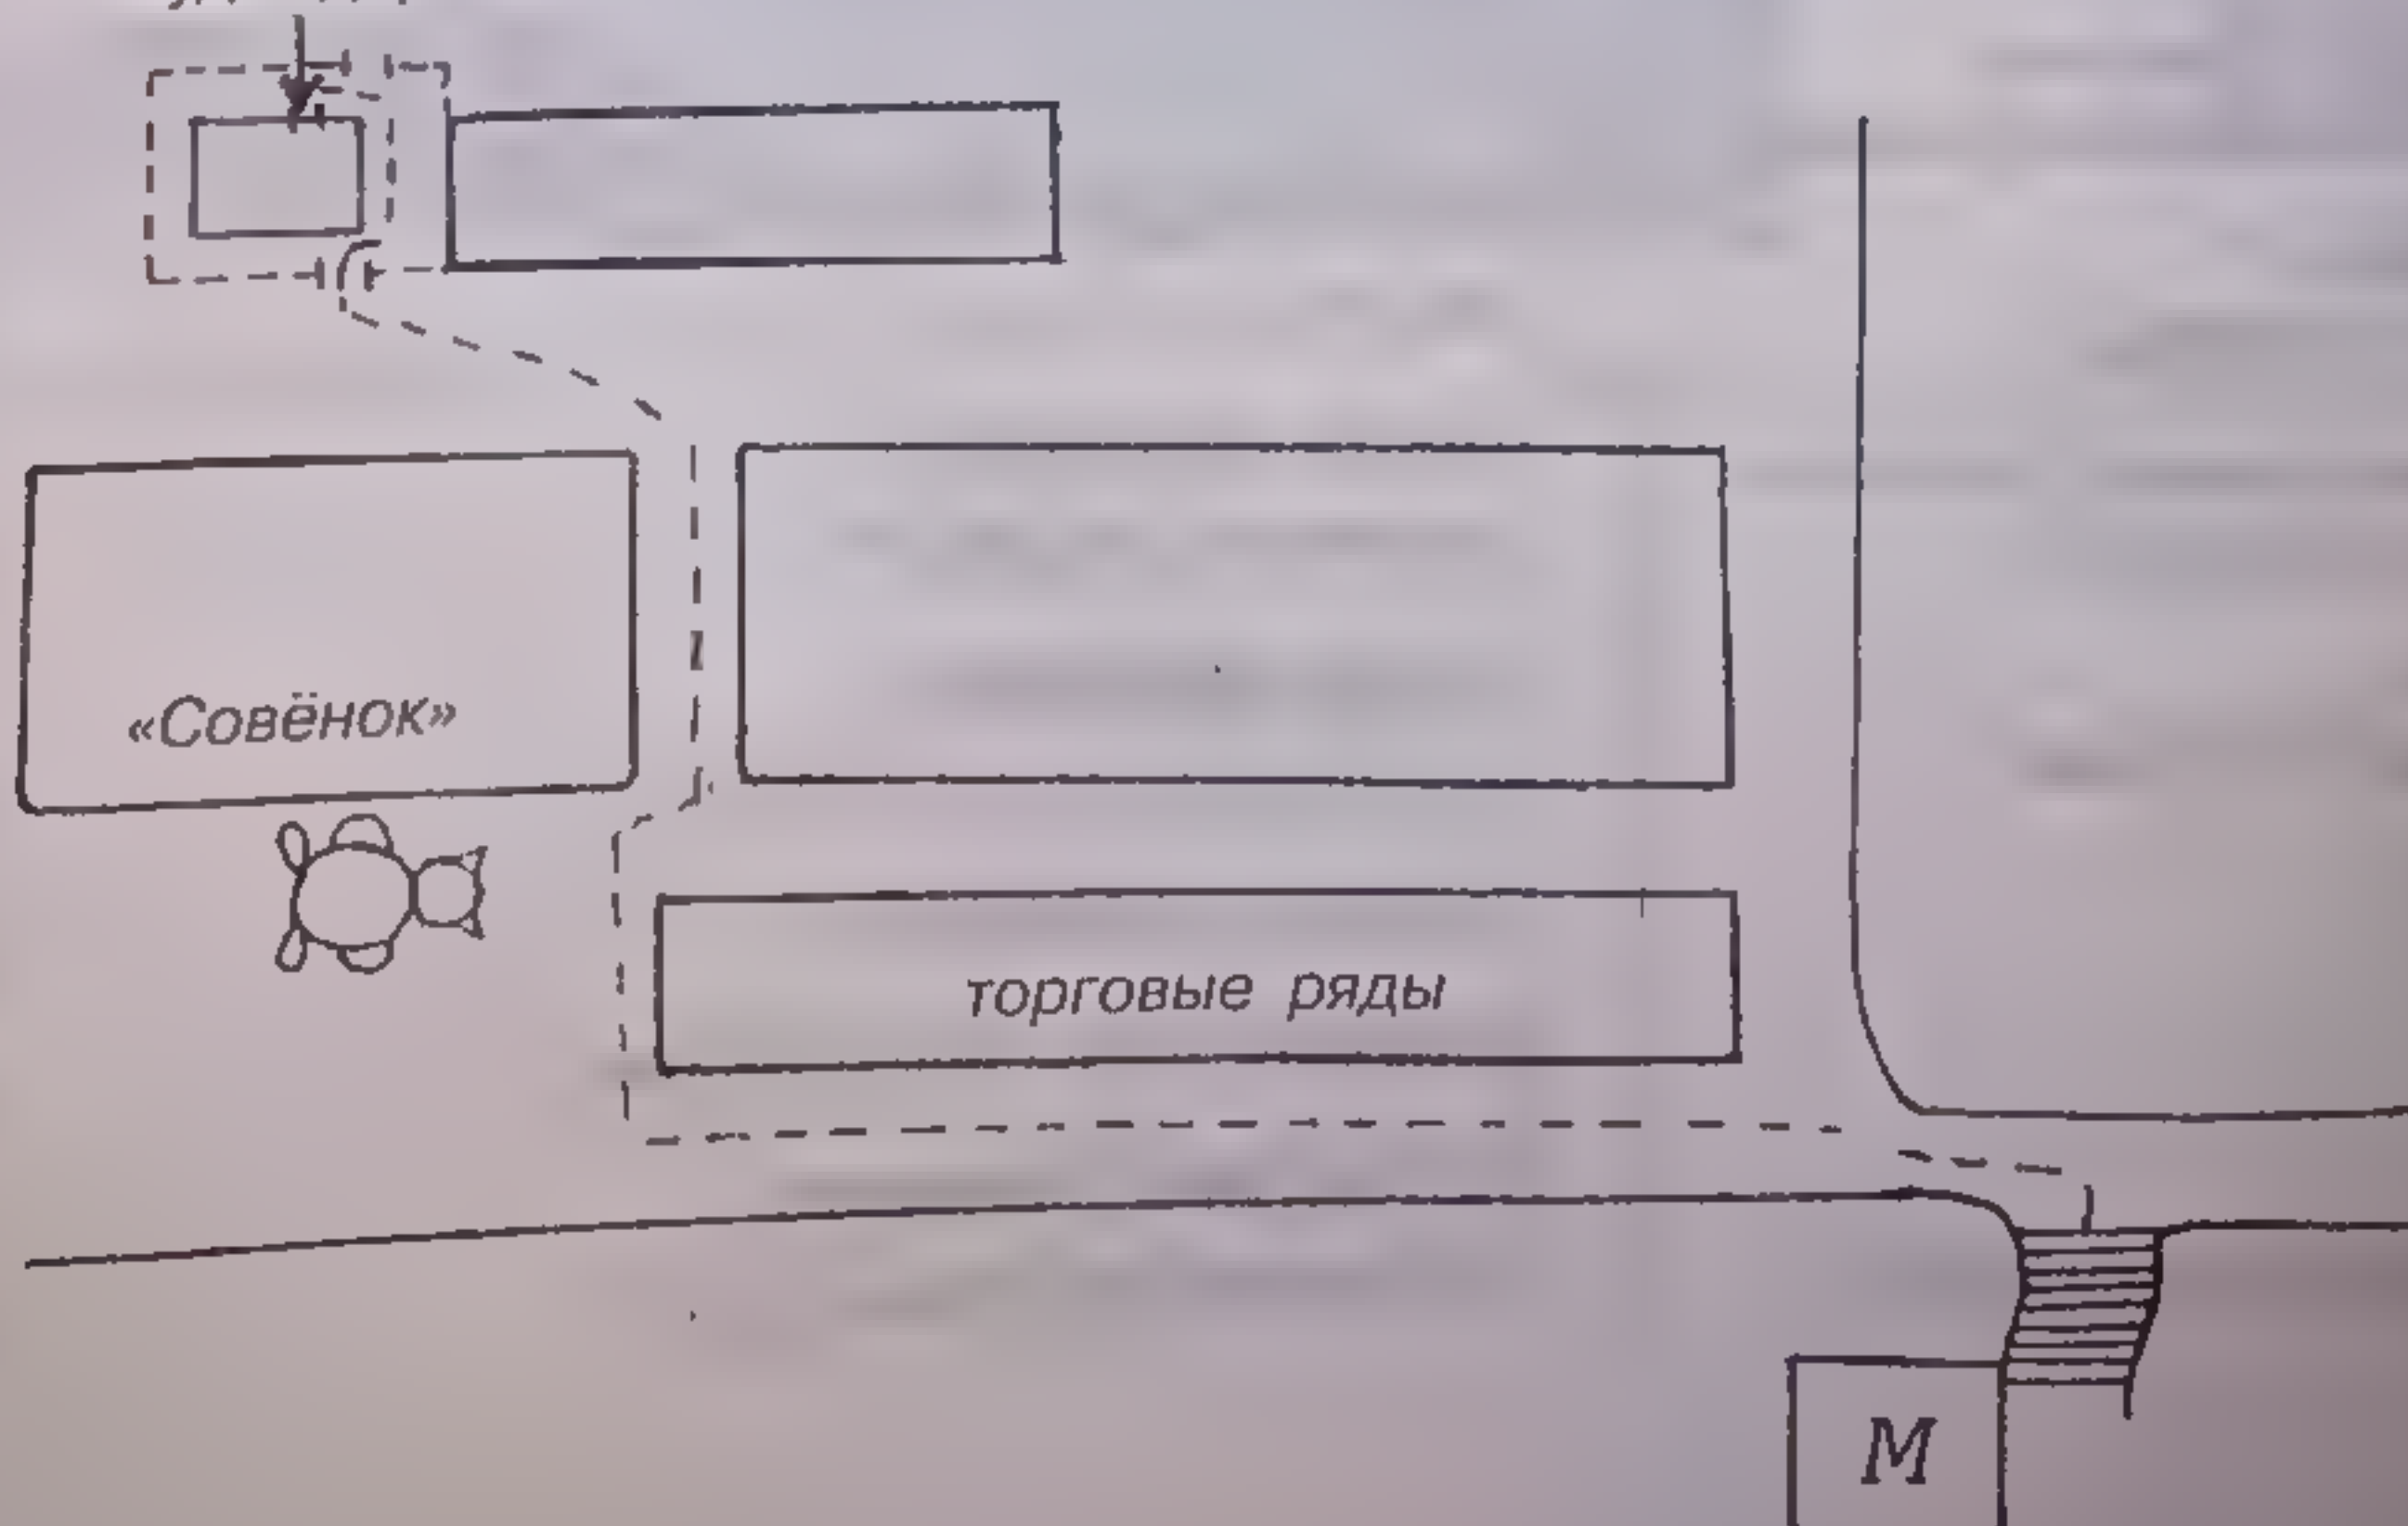 «Совёнок»
торговые ряды
М